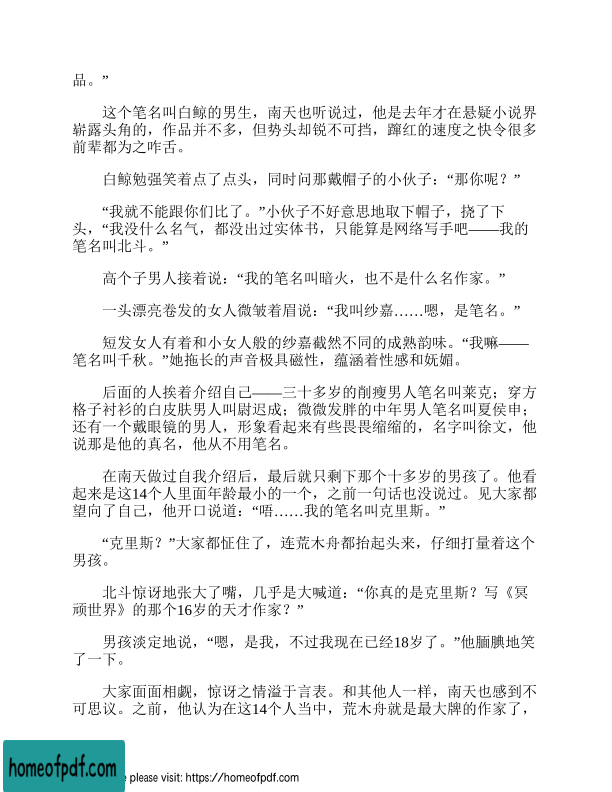 品。”
这个笔名叫白鲸的男生，南天也听说过，他是去年才在悬疑小说界
崭露头角的，作品并不多，但势头却锐不可挡，蹿红的速度之快令很多
前辈都为之咋舌。
白鲸勉强笑着点了点头，同时问那戴帽子的小伙子：“那你呢？”
“我就不能跟你们比了。”小伙子不好意思地取下帽子，挠了下
头，“我没什么名气，都没出过实体书，只能算是网络写手吧——我的
笔名叫北斗。”
高个子男人接着说：“我的笔名叫暗火，也不是什么名作家。”
一头漂亮卷发的女人微皱着眉说：“我叫纱嘉……嗯，是笔名。”
短发女人有着和小女人般的纱嘉截然不同的成熟韵味。“我嘛——
笔名叫千秋。”她拖长的声音极具磁性，蕴涵着性感和妩媚。
后面的人挨着介绍自己——三十多岁的削瘦男人笔名叫莱克；穿方
格子衬衫的白皮肤男人叫尉迟成；微微发胖的中年男人笔名叫夏侯申；
还有一个戴眼镜的男人，形象看起来有些畏畏缩缩的，名字叫徐文，他
说那是他的真名，他从不用笔名。
在南天做过自我介绍后，最后就只剩下那个十多岁的男孩了。他看
起来是这14个人里面年龄最小的一个，之前一句话也没说过。见大家都
望向了自己，他开口说道：“唔……我的笔名叫克里斯。”
“克里斯？”大家都怔住了，连荒木舟都抬起头来，仔细打量着这个
男孩。
北斗惊讶地张大了嘴，几乎是大喊道：“你真的是克里斯？写《冥
顽世界》的那个16岁的天才作家？”
男孩淡定地说，“嗯，是我，不过我现在已经18岁了。”他腼腆地笑
了一下。
大家面面相觑，惊讶之情溢于言表。和其他人一样，南天也感到不
可思议。之前，他认为在这14个人当中，荒木舟就是最大牌的作家了，
homeofpdf.com
e please visit: https://homeofpdf.com